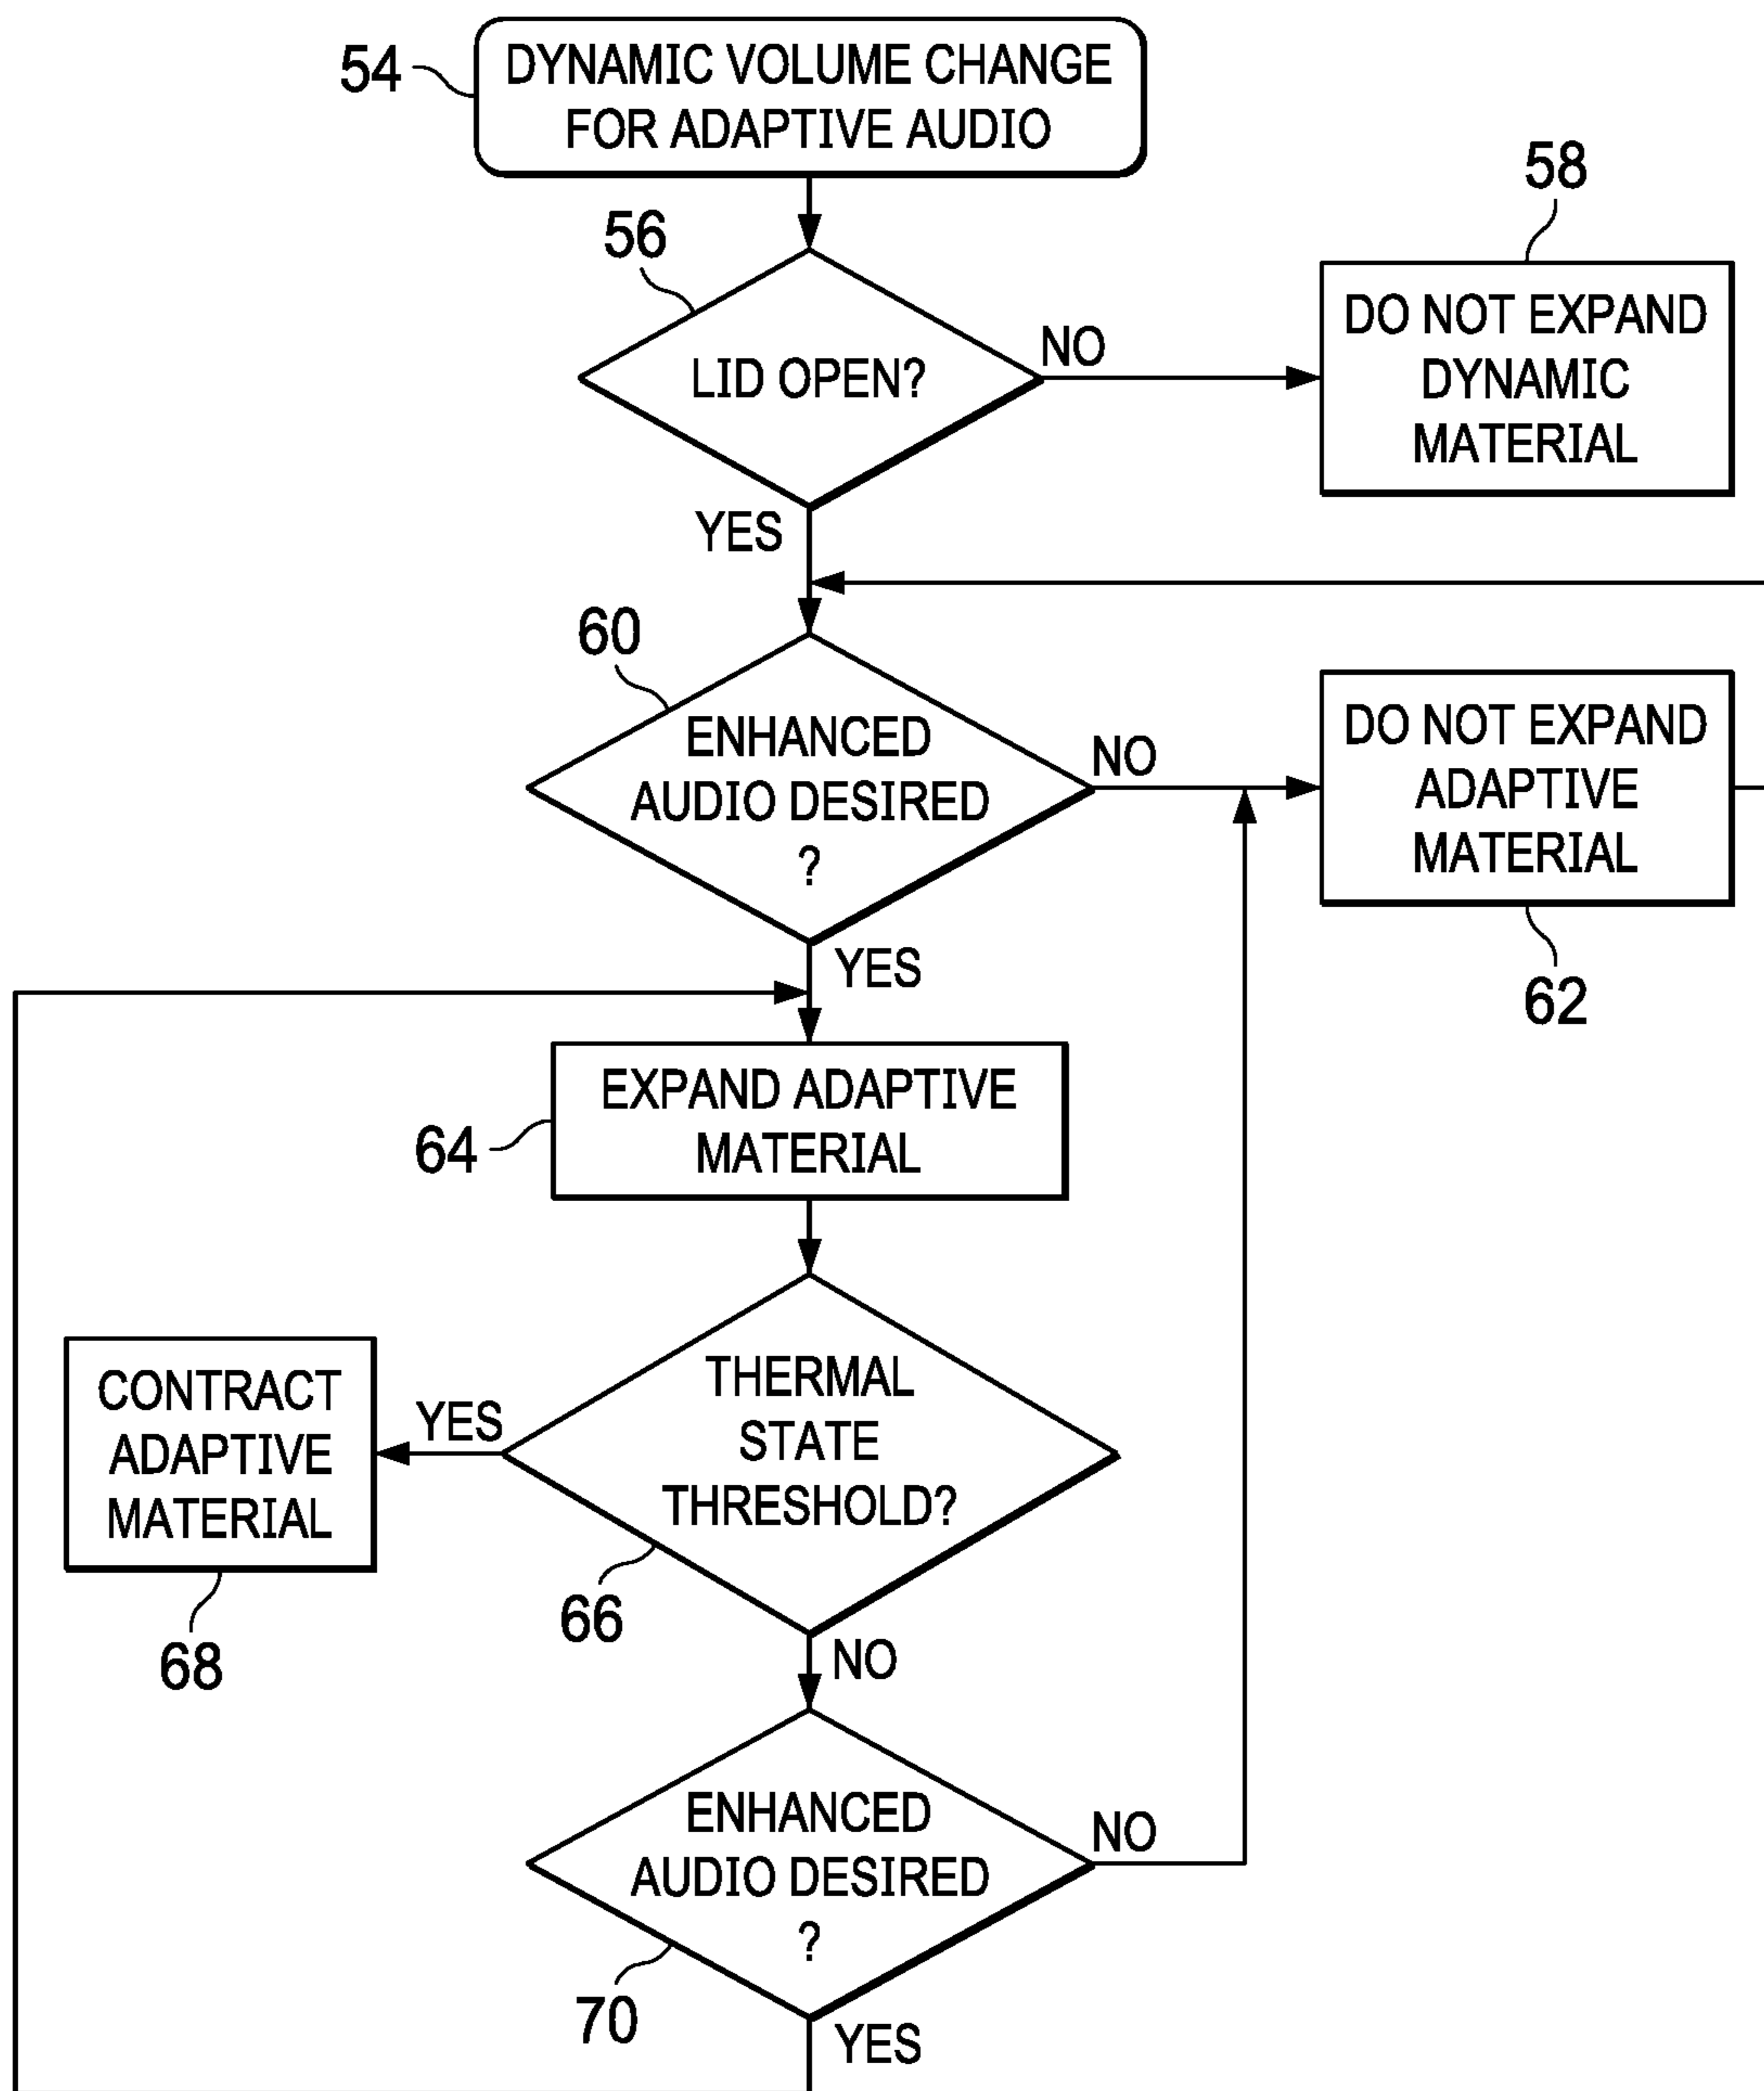 54
DYNAMIC VOLUME CHANGE
FOR ADAPTIVE AUDIO
56
LID OPEN?
NO
58
DO NOT EXPAND
DYNAMIC
MATERIAL
YES
60
ENHANCED
AUDIO DESIRED
?
NO
DO NOT EXPAND
ADAPTIVE
MATERIAL
62
YES
64
EXPAND ADAPTIVE
MATERIAL
THERMAL
STATE
THRESHOLD?
66
YES
CONTRACT
ADAPTIVE
MATERIAL
68
NO
ENHANCED
AUDIO DESIRED
?
NO
70
YES